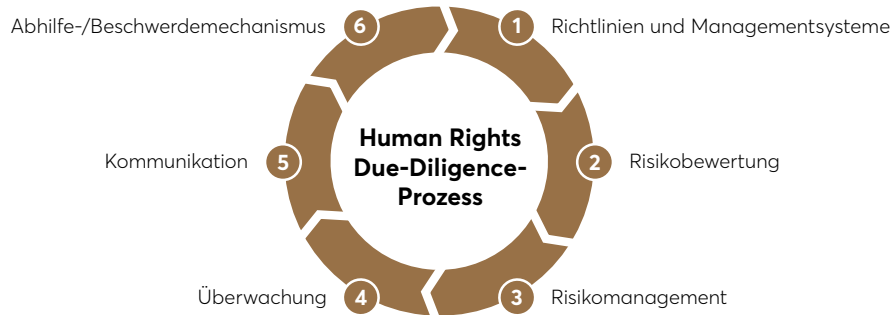 Human Rights
Due-Diligence-
Prozess
1 Richtlinien und Managementsysteme
2 Risikobewertung
3 Risikomanagement
Überwachung 4
Kommunikation 5
Abhilfe-/Beschwerdemechanismus 6